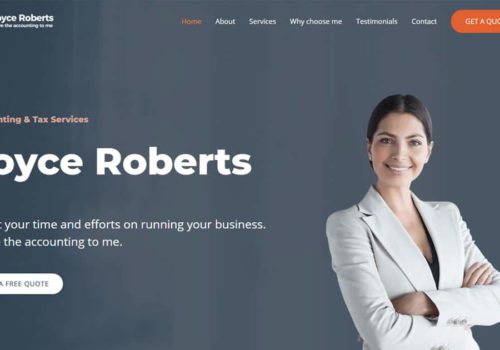 oyce Roberts
e the accounting to me
Home About Services Why choose me Testimonials Contact GET A QUO
nting & Tax Services
oyce Roberts
t your time and efforts on running your business.
the accounting to me.
A FREE QUOTE